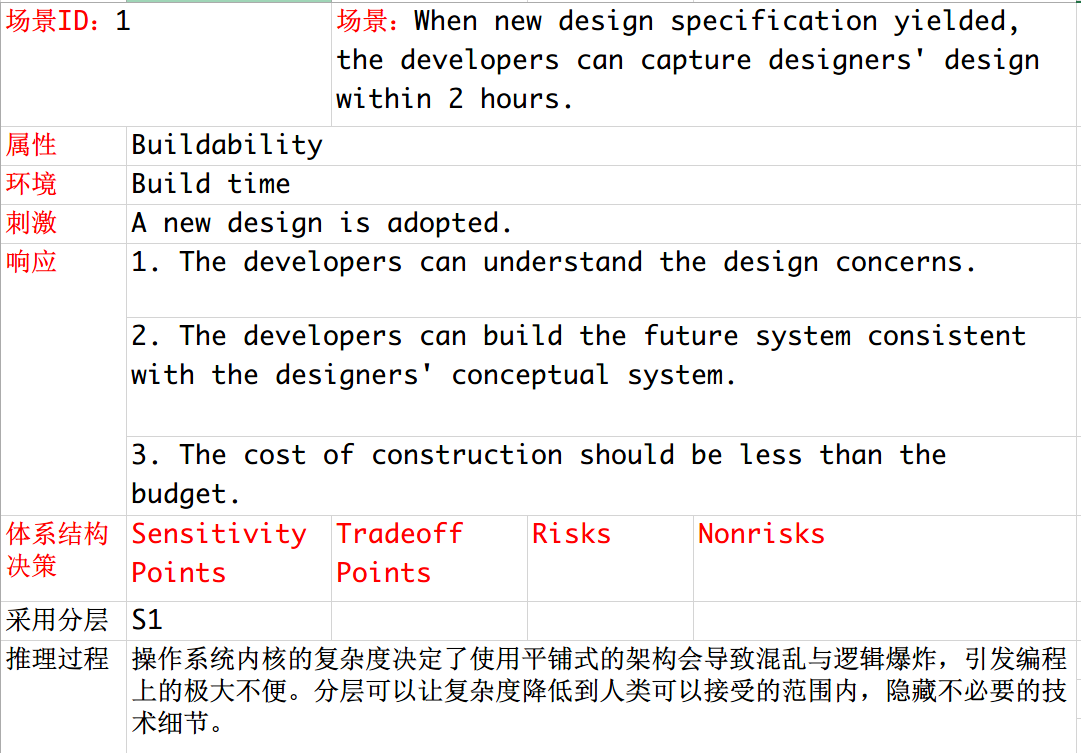 场景ID: 1
场景: When new design specification yielded,
the developers can capture designers' design
within 2 hours.
属性 Buildability
环境 Build time
刺激 A new design is adopted.
响应 1. The developers can understand the design concerns.
2. The developers can build the future system consistent
with the designers' conceptual system.
3. The cost of construction should be less than the
budget.
体系结构
决策
Sensitivity
Points
Tradeoff
Points
Risks
Nonrisks
采用分层 S1
推理过程 操作系统内核的复杂度决定了使用平铺式的架构会导致混乱与逻辑爆炸，引发编程
上的极大不便。分层可以让复杂度降低到人类可以接受的范围内，隐藏不必要的技
术细节。